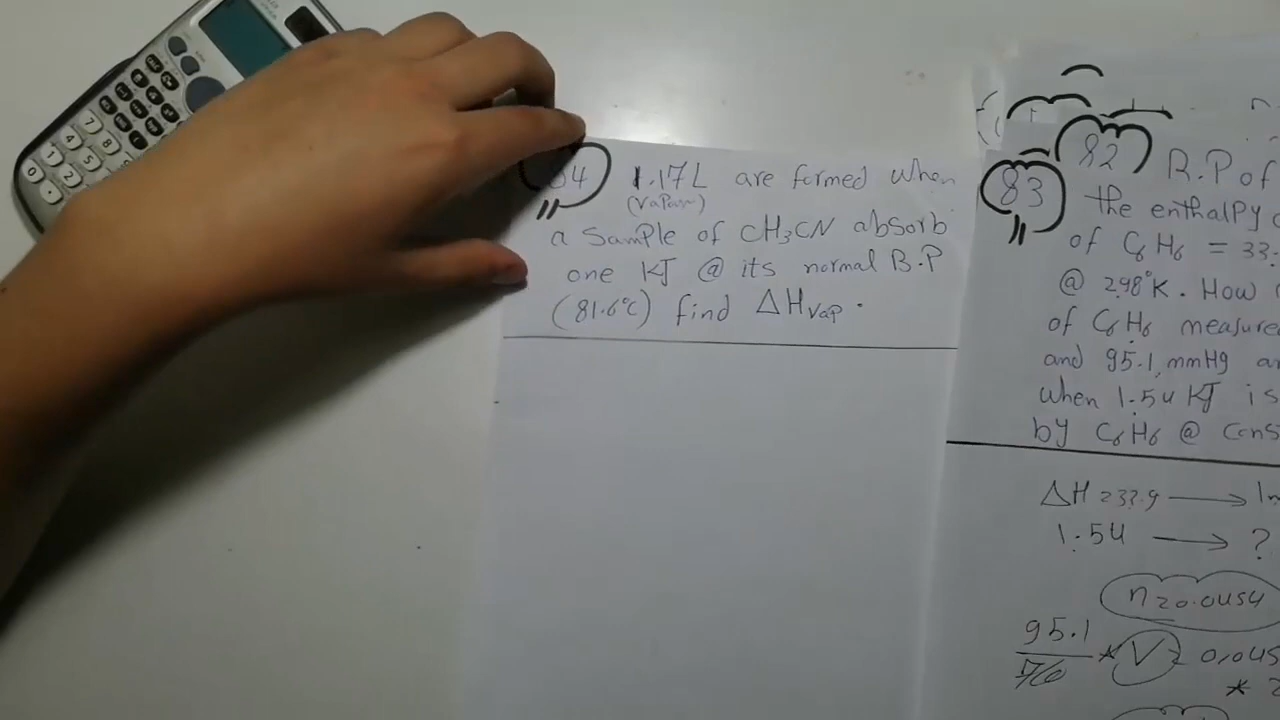 84 1.17L are formed when
(vapour)
a sample of CH3CN absorb
one KJ @ its normal B.P
(81.6°C) find ΔHvap.
82 B.P of
83 the enthalpy
of C6H6 = 33.
@ 298°K. How
of C6H6 measure
and 95.1 mmHg
when 1.54 KJ is
by C6H6 @ Cons
ΔH = 33.9 → 1
1.54 → ?
n = 0.0454
95.1
760 * V = 0.045
*